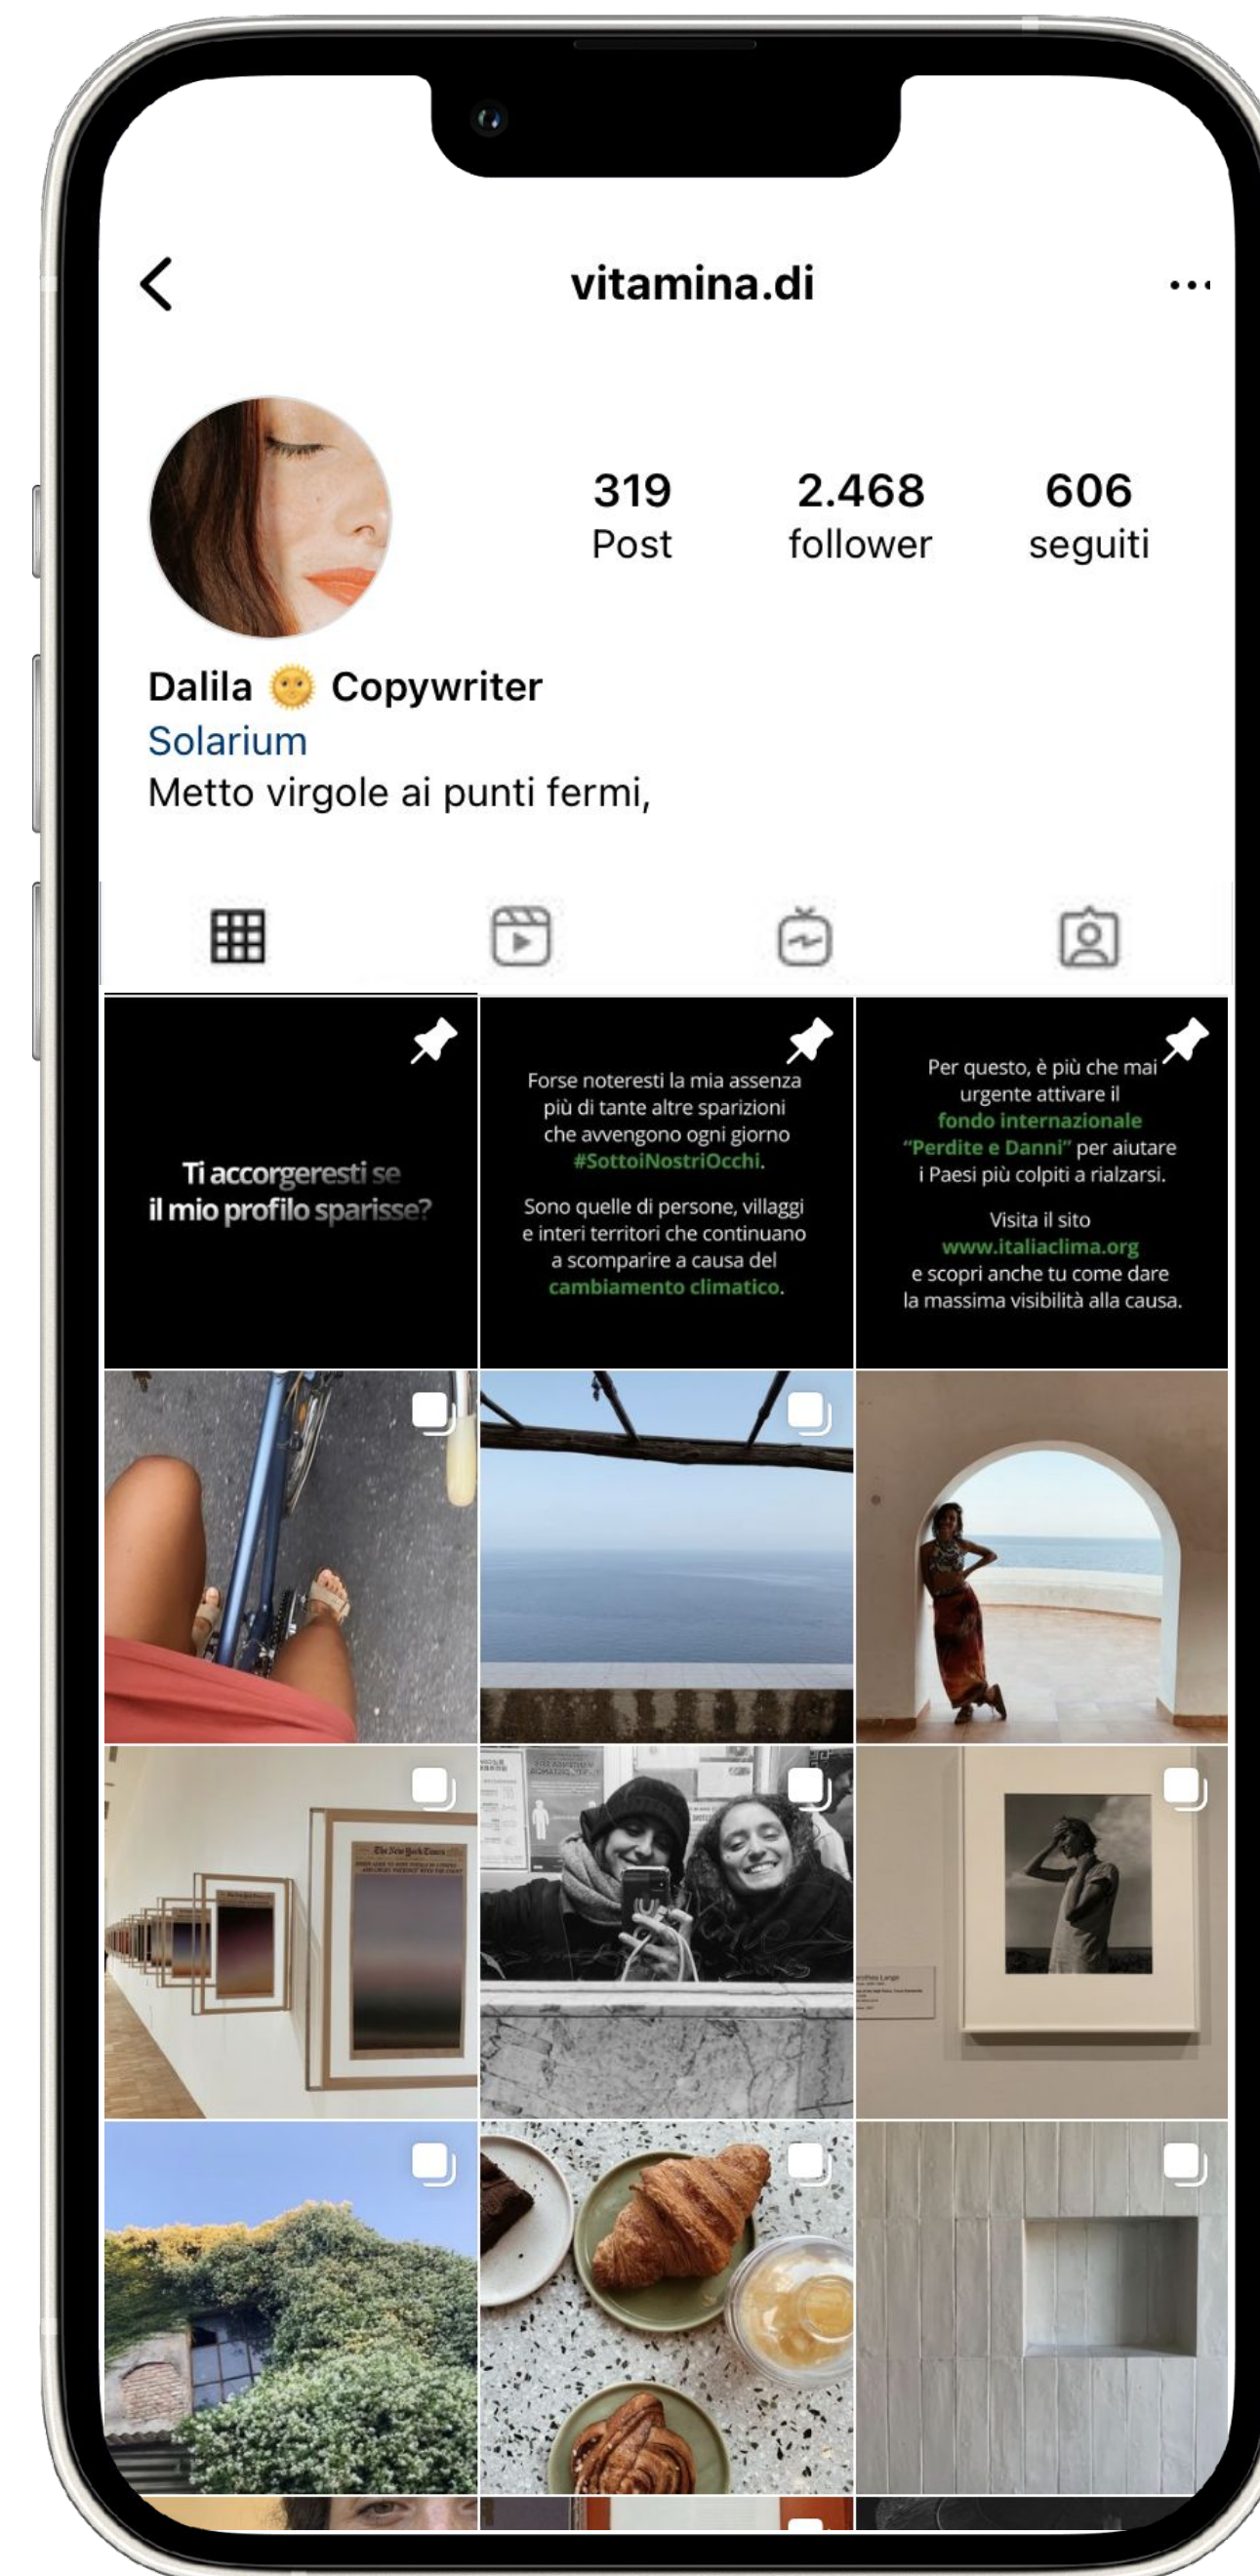 vitamina.di
319
2.468
606
Post
follower
seguiti
Dalila 🌞 Copywriter
Solarium
Metto virgole ai punti fermi,
Ti accorgeresti se
il mio profilo sparisse?
Forse noteresti la mia assenza
più di tante altre sparizioni
che avvengono ogni giorno
#SottoiNostriOcchi.
Sono quelle di persone, villaggi
e interi territori che continuano
a scomparire a causa del
cambiamento climatico.
Per questo, è più che mai
urgente attivare il
fondo internazionale
“Perdite e Danni” per aiutare
i Paesi più colpiti a rialzarsi.
Visita il sito
www.italiaclima.org
e scopri anche tu come dare
la massima visibilità alla causa.
The New York Times